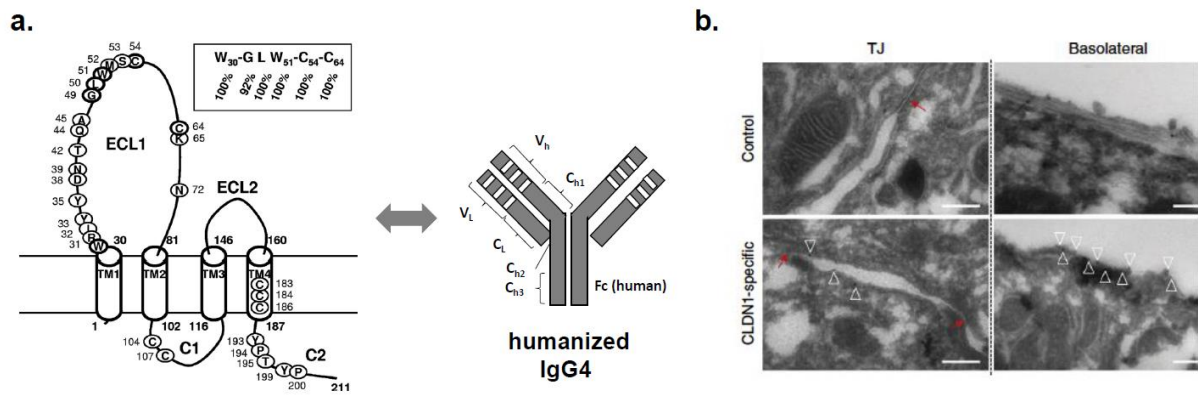 a.
53 54
52
51
50
49
45
44
42
39
38
35
33
32
31
C
S
M
W
L
G
A
Q
T
N
D
Y
Y
I
R
W
W30-G L W51-C54-C64
100% 92% 100% 100% 100% 100%
ECL1
C 64
K 65
N 72
ECL2
30 81 146 160
TM1 TM2 TM3 TM4
C 183
C 184
C 186
1 102 116 187
104 C
107 C
C1
193 Y
194 P
195 T
199 Y
P 200
C2
211
Vh
Ch1
VL
CL
Ch2
Ch3
Fc (human)
humanized
IgG4
b.
TJ Basolateral
Control
CLDN1-specific